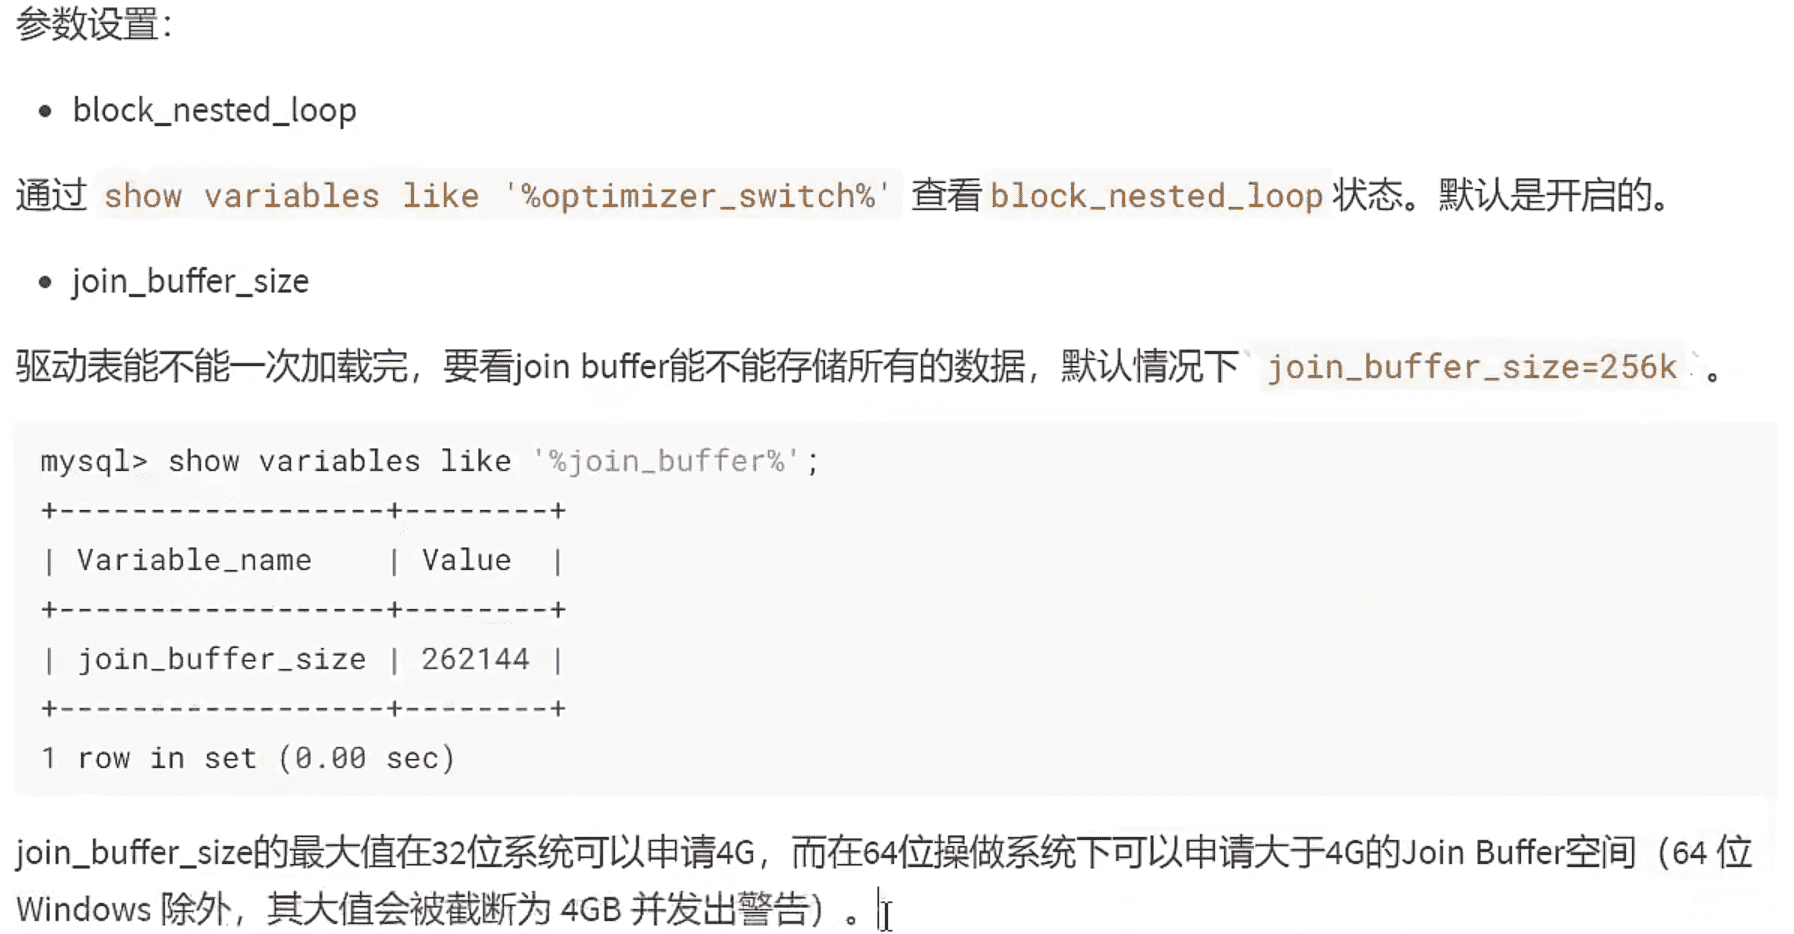 参数设置：
• block_nested_loop
通过 show variables like '%optimizer_switch%' 查看 block_nested_loop 状态。默认是开启的。
• join_buffer_size
驱动表能不能一次加载完，要看join buffer能不能存储所有的数据，默认情况下` join_buffer_size=256k `。
mysql> show variables like '%join_buffer%';
+------------------+--------+
| Variable_name    | Value  |
+------------------+--------+
| join_buffer_size | 262144 |
+------------------+--------+
1 row in set (0.00 sec)
join_buffer_size的最大值在32位系统可以申请4G，而在64位操做系统下可以申请大于4G的Join Buffer空间（64 位
Windows 除外，其大值会被截断为 4GB 并发出警告）。